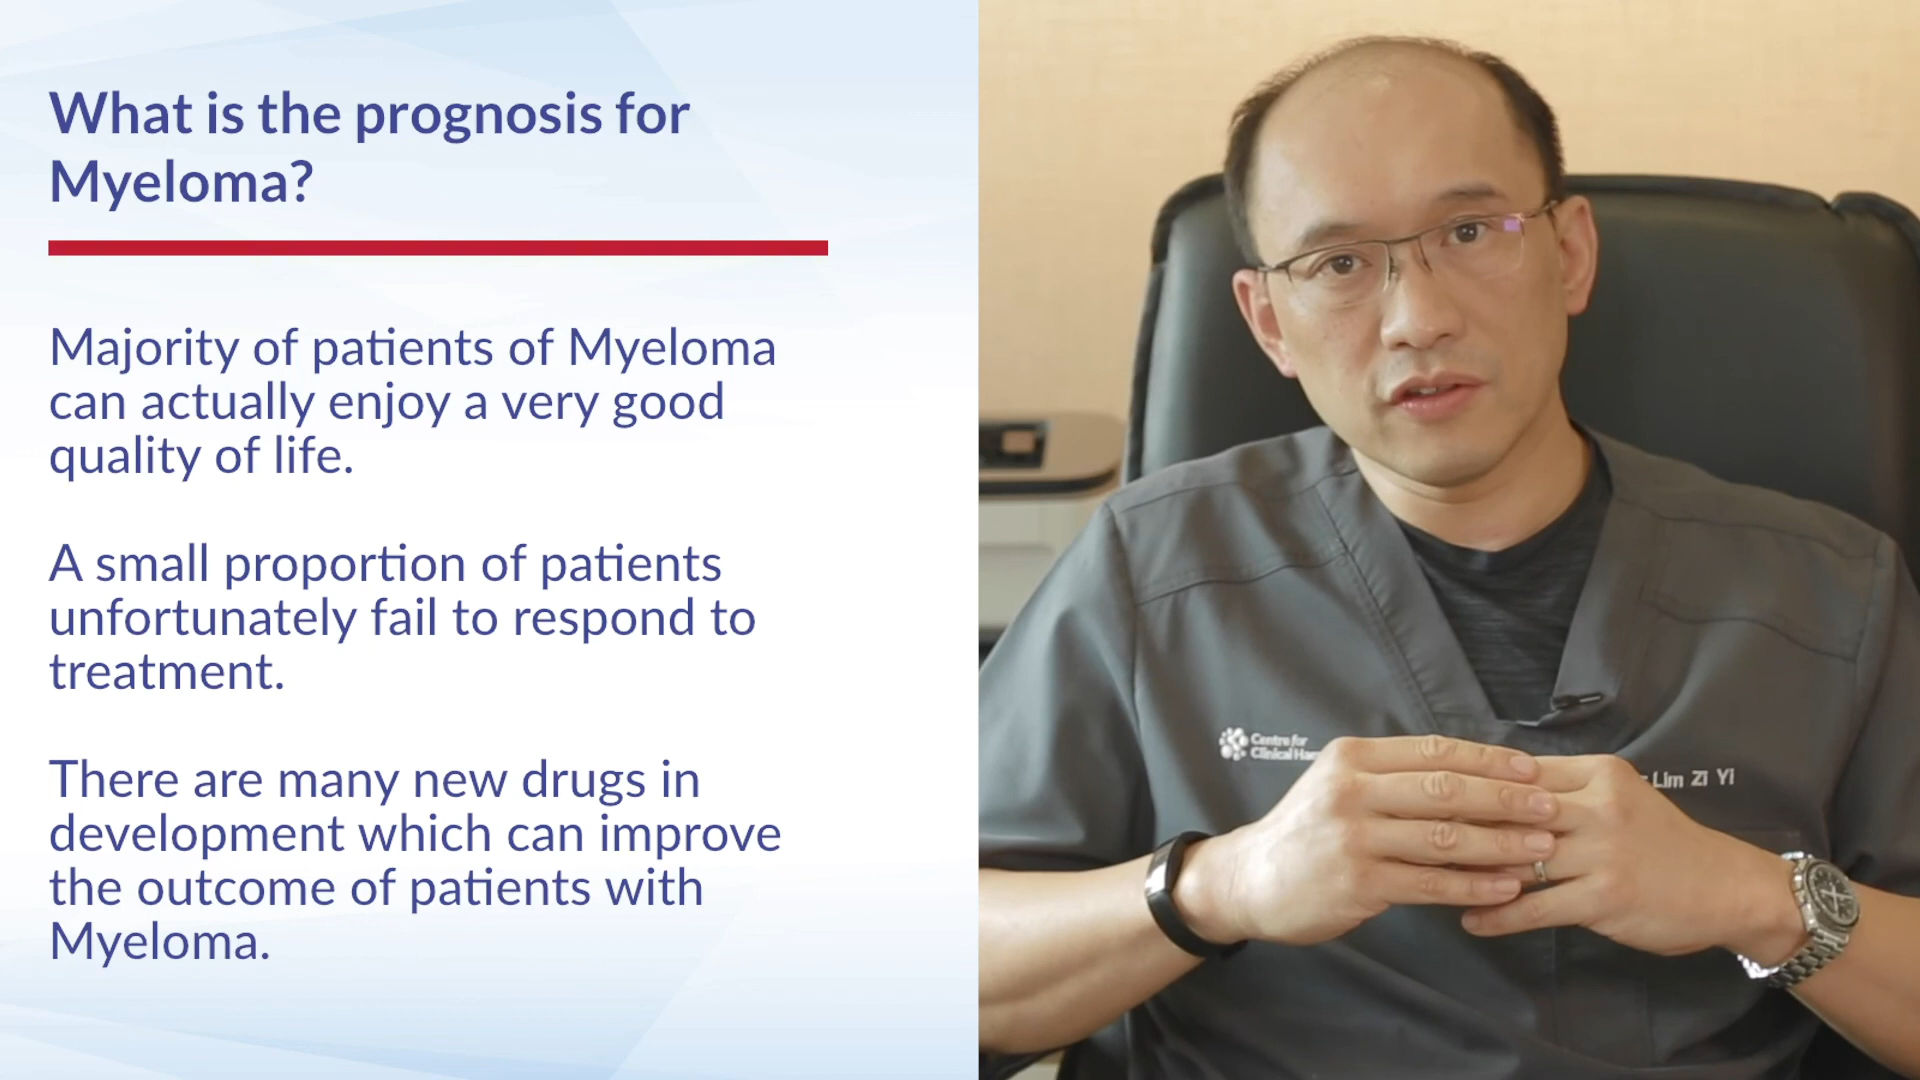 What is the prognosis for
Myeloma?
Majority of patients of Myeloma
can actually enjoy a very good
quality of life.
A small proportion of patients
unfortunately fail to respond to
treatment.
There are many new drugs in
development which can improve
the outcome of patients with
Myeloma.
Centre for
Clinical
Lim Zi Yi